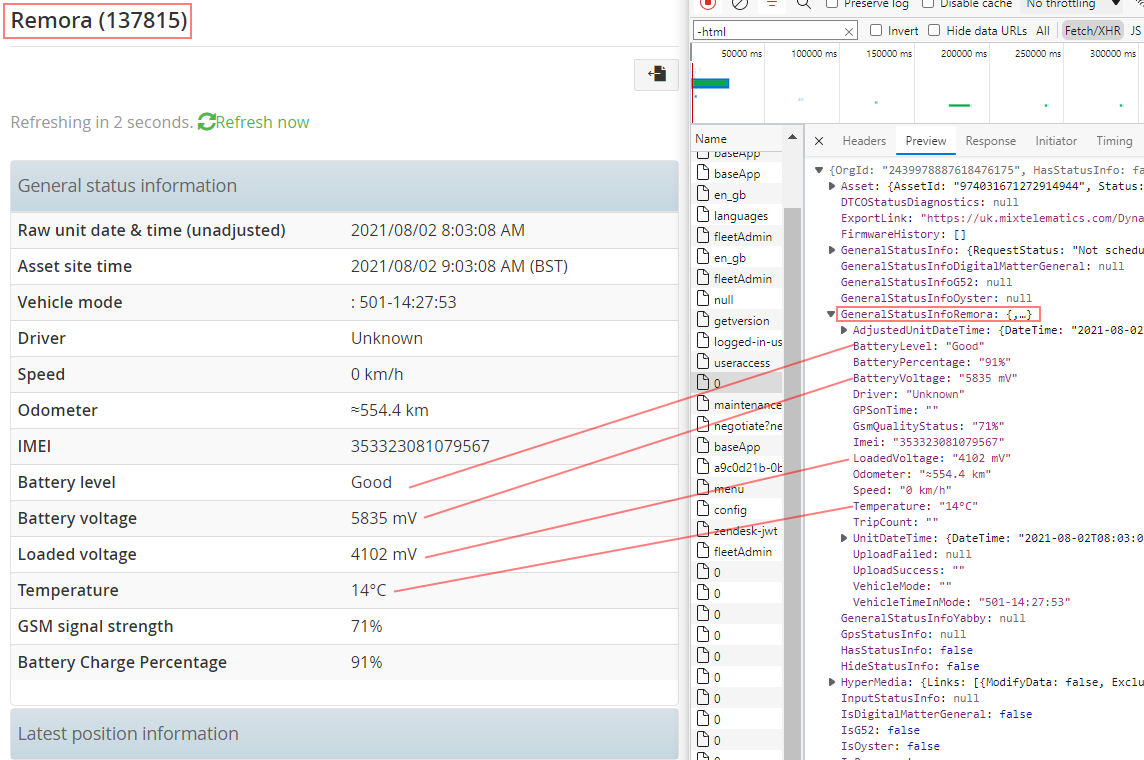 Remora (137815)
Refreshing in 2 seconds. Refresh now
General status information
Raw unit date & time (unadjusted) 2021/08/02 8:03:08 AM
Asset site time 2021/08/02 9:03:08 AM (BST)
Vehicle mode : 501-14:27:53
Driver Unknown
Speed 0 km/h
Odometer ≈554.4 km
IMEI 353323081079567
Battery level Good
Battery voltage 5835 mV
Loaded voltage 4102 mV
Temperature 14°C
GSM signal strength 71%
Battery Charge Percentage 91%
Latest position information
Preserve log Disable cache No throttling
-html Invert Hide data URLs All Fetch/XHR JS
50000 ms 100000 ms 150000 ms 200000 ms 250000 ms 300000 ms
Name
baseApp
baseApp
en_gb
languages
fleetAdmin
en_gb
fleetAdmin
null
getversion
logged-in-us
useraccess
0
maintenance
negotiate?ne
baseApp
a9c0d21b-0b
menu
config
zendesk-jwt
fleetAdmin
0
0
0
0
0
0
0
0
0
Headers Preview Response Initiator Timing
{OrgId: "2439978887618476175", HasStatusInfo: fa
Asset: {AssetId: "974031671272914944", Status:
DTCOStatusDiagnostics: null
ExportLink: "https://uk.mixtelematics.com/Dyna
FirmwareHistory: []
GeneralStatusInfo: {RequestStatus: "Not schedu
GeneralStatusInfoDigitalMatterGeneral: null
GeneralStatusInfoG52: null
GeneralStatusInfoOyster: null
GeneralStatusInfoRemora: {,…}
AdjustedUnitDateTime: {DateTime: "2021-08-02
BatteryLevel: "Good"
BatteryPercentage: "91%"
BatteryVoltage: "5835 mV"
Driver: "Unknown"
GPSonTime: ""
GsmQualityStatus: "71%"
Imei: "353323081079567"
LoadedVoltage: "4102 mV"
Odometer: "≈554.4 km"
Speed: "0 km/h"
Temperature: "14°C"
TripCount: ""
UnitDateTime: {DateTime: "2021-08-02T08:03:0
UploadFailed: null
UploadSuccess: ""
VehicleMode: ""
VehicleTimeInMode: "501-14:27:53"
GeneralStatusInfoYabby: null
GpsStatusInfo: null
HasStatusInfo: false
HideStatusInfo: false
HyperMedia: {Links: [{ModifyData: false, Exclu
InputStatusInfo: null
IsDigitalMatterGeneral: false
IsG52: false
IsOyster: false